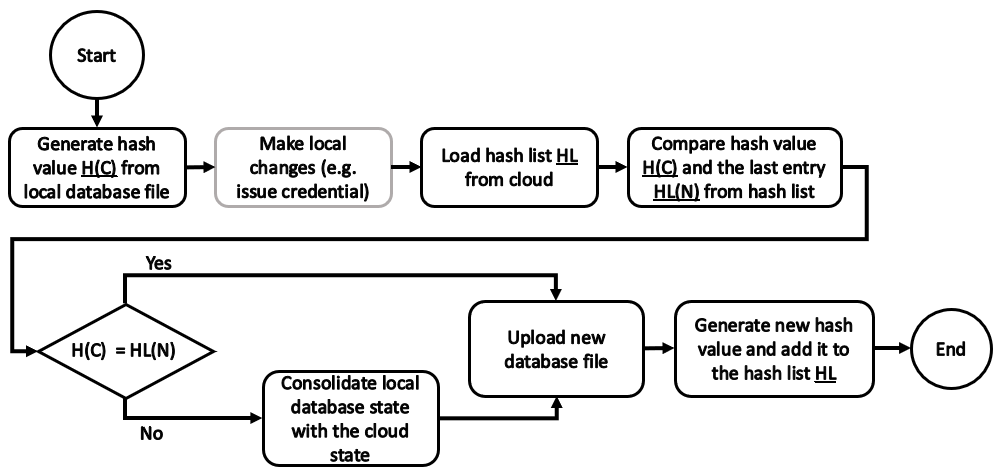 Start
Generate hash
value H(C) from
local database file
Make local
changes (e.g.
issue credential)
Load hash list HL
from cloud
Compare hash value
H(C) and the last entry
HL(N) from hash list
Yes
H(C) = HL(N)
No
Consolidate local
database state
with the cloud
state
Upload new
database file
Generate new hash
value and add it to
the hash list HL
End